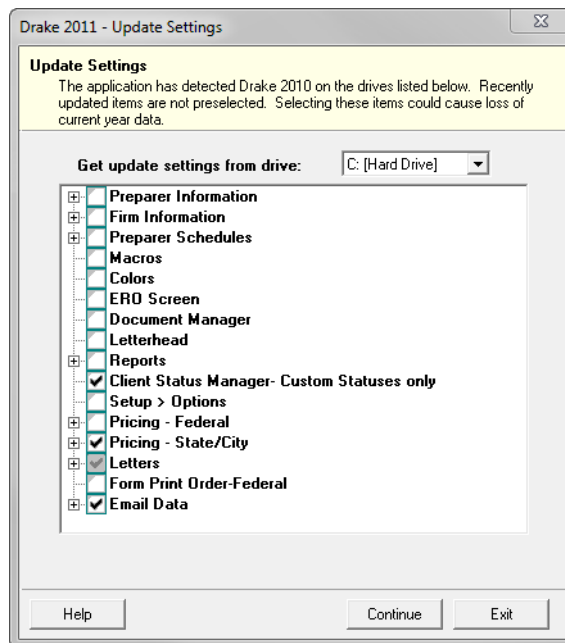 Drake 2011 - Update Settings
Update Settings
The application has detected Drake 2010 on the drives listed below. Recently
updated items are not preselected. Selecting these items could cause loss of
current year data.
Get update settings from drive: C: [Hard Drive]
Preparer Information
Firm Information
Preparer Schedules
Macros
Colors
ERO Screen
Document Manager
Letterhead
Reports
Client Status Manager- Custom Statuses only
Setup > Options
Pricing - Federal
Pricing - State/City
Letters
Form Print Order-Federal
Email Data
Help Continue Exit